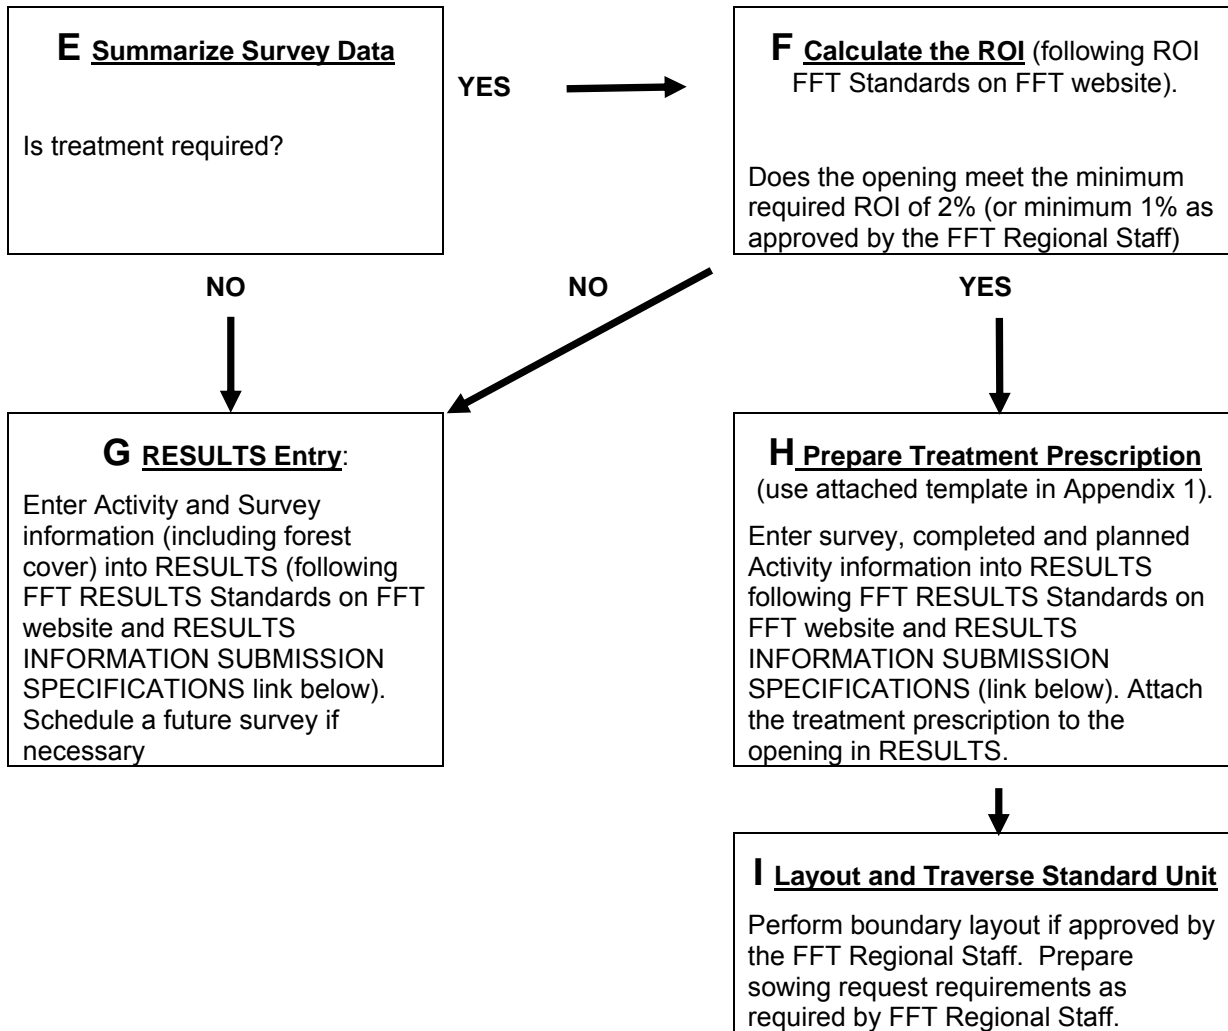 E Summarize Survey Data
Is treatment required?
YES
F Calculate the ROI (following ROI
FFT Standards on FFT website).
Does the opening meet the minimum
required ROI of 2% (or minimum 1% as
approved by the FFT Regional Staff)
NO
NO
YES
G RESULTS Entry:
Enter Activity and Survey
information (including forest
cover) into RESULTS (following
FFT RESULTS Standards on FFT
website and RESULTS
INFORMATION SUBMISSION
SPECIFICATIONS link below).
Schedule a future survey if
necessary
H Prepare Treatment Prescription
(use attached template in Appendix 1).
Enter survey, completed and planned
Activity information into RESULTS
following FFT RESULTS Standards on
FFT website and RESULTS
INFORMATION SUBMISSION
SPECIFICATIONS (link below). Attach
the treatment prescription to the
opening in RESULTS.
I Layout and Traverse Standard Unit
Perform boundary layout if approved by
the FFT Regional Staff.  Prepare
sowing request requirements as
required by FFT Regional Staff.